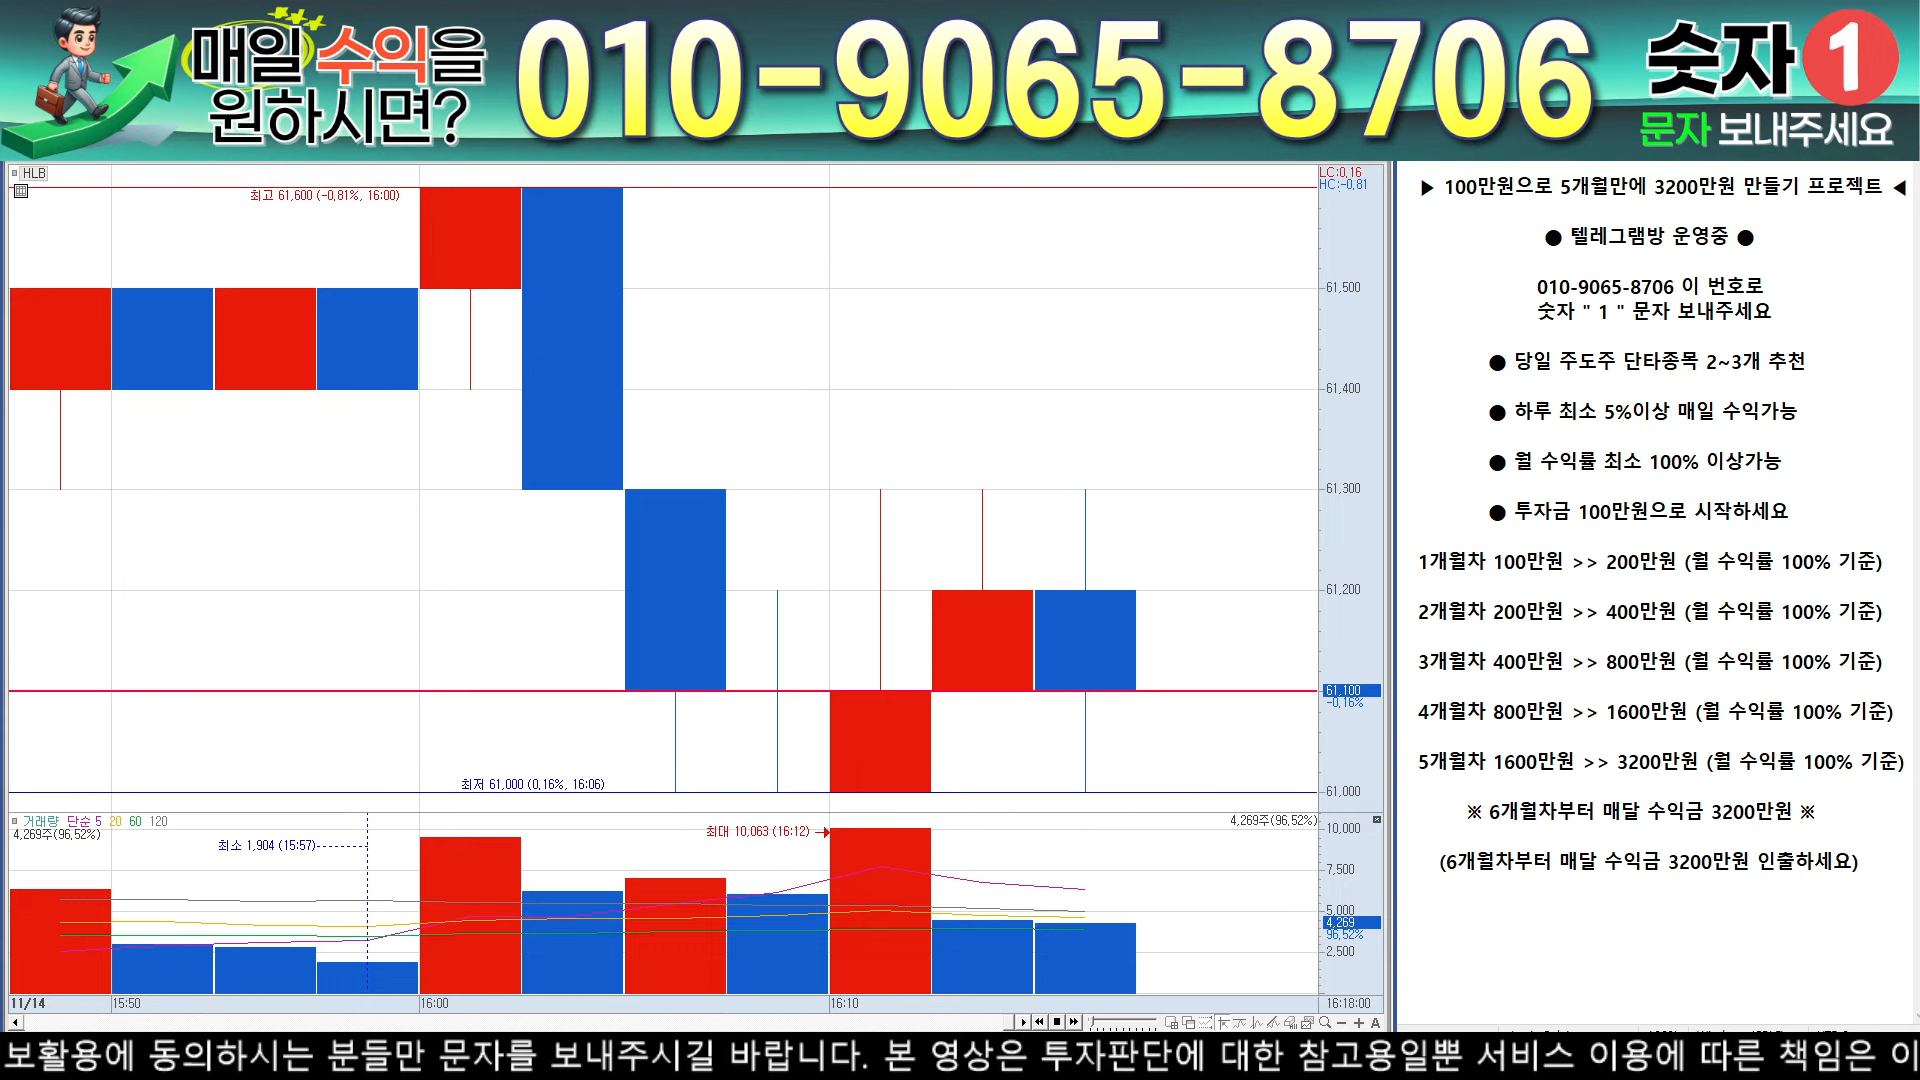 매일 수익을
원하시면?
010-9065-8706
숫자 1
문자 보내주세요
HLB
최고 61,600 (-0,81%, 16:00)
LC:0,16
HC:-0,81
61,500
61,400
61,300
61,200
61,100
-0,16%
61,000
최저 61,000 (0,16%, 16:06)
거래량 단순 5 20 60 120
4,269주(96,52%)
4,269주(96,52%)
최소 1,904 (15:57)
최대 10,063 (16:12)
10,000
7,500
5,000
4,269
96,52%
2,500
11/14
15:50
16:00
16:10
16:18:00
A
▶ 100만원으로 5개월만에 3200만원 만들기 프로젝트 ◀
● 텔레그램방 운영중 ●
010-9065-8706 이 번호로
숫자 " 1 " 문자 보내주세요
● 당일 주도주 단타종목 2~3개 추천
● 하루 최소 5%이상 매일 수익가능
● 월 수익률 최소 100% 이상가능
● 투자금 100만원으로 시작하세요
1개월차 100만원 >> 200만원 (월 수익률 100% 기준)
2개월차 200만원 >> 400만원 (월 수익률 100% 기준)
3개월차 400만원 >> 800만원 (월 수익률 100% 기준)
4개월차 800만원 >> 1600만원 (월 수익률 100% 기준)
5개월차 1600만원 >> 3200만원 (월 수익률 100% 기준)
※ 6개월차부터 매달 수익금 3200만원 ※
(6개월차부터 매달 수익금 3200만원 인출하세요)
보활용에 동의하시는 분들만 문자를 보내주시길 바랍니다. 본 영상은 투자판단에 대한 참고용일뿐 서비스 이용에 따른 책임은 이